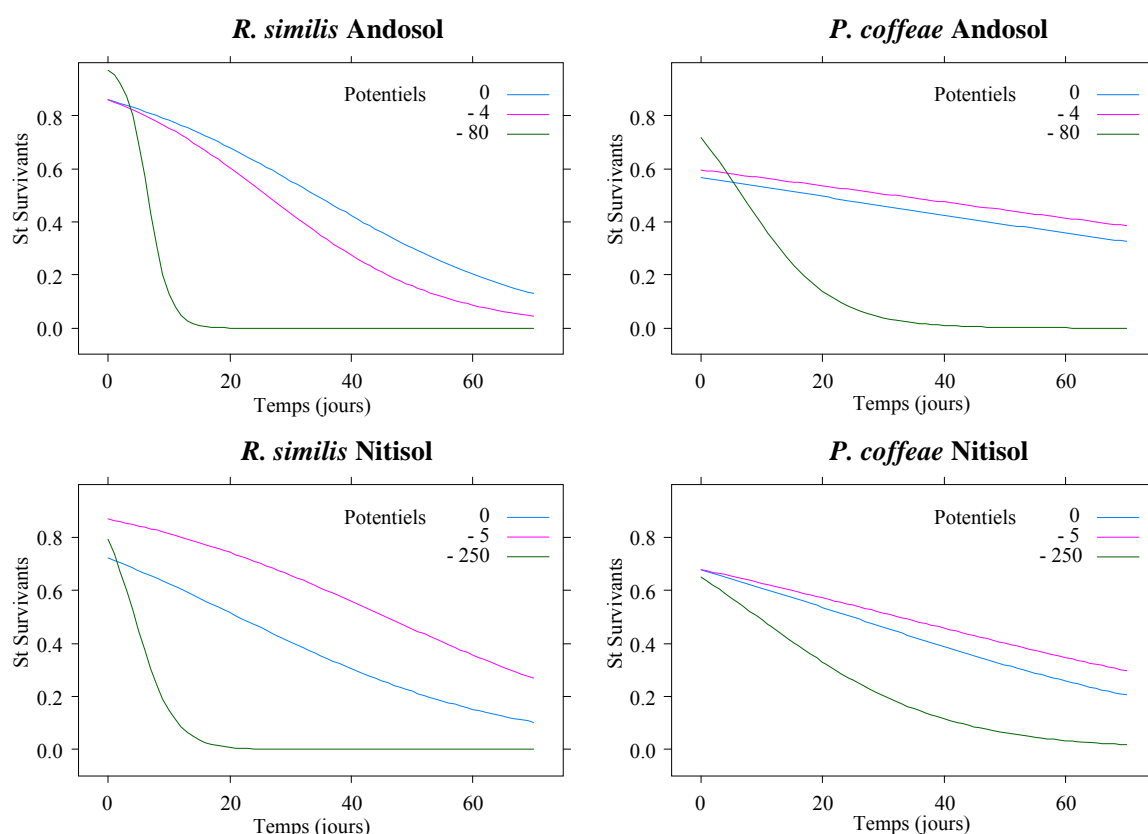 R. similis Andosol
Potentiels 0
- 4
- 80
St Survivants
0.8
0.6
0.4
0.2
0.0
0 20 40 60
Temps (jours)
P. coffeae Andosol
Potentiels 0
- 4
- 80
St Survivants
0.8
0.6
0.4
0.2
0.0
0 20 40 60
Temps (jours)
R. similis Nitisol
Potentiels 0
- 5
- 250
St Survivants
0.8
0.6
0.4
0.2
0.0
0 20 40 60
Temps (jours)
P. coffeae Nitisol
Potentiels 0
- 5
- 250
St Survivants
0.8
0.6
0.4
0.2
0.0
0 20 40 60
Temps (jours)